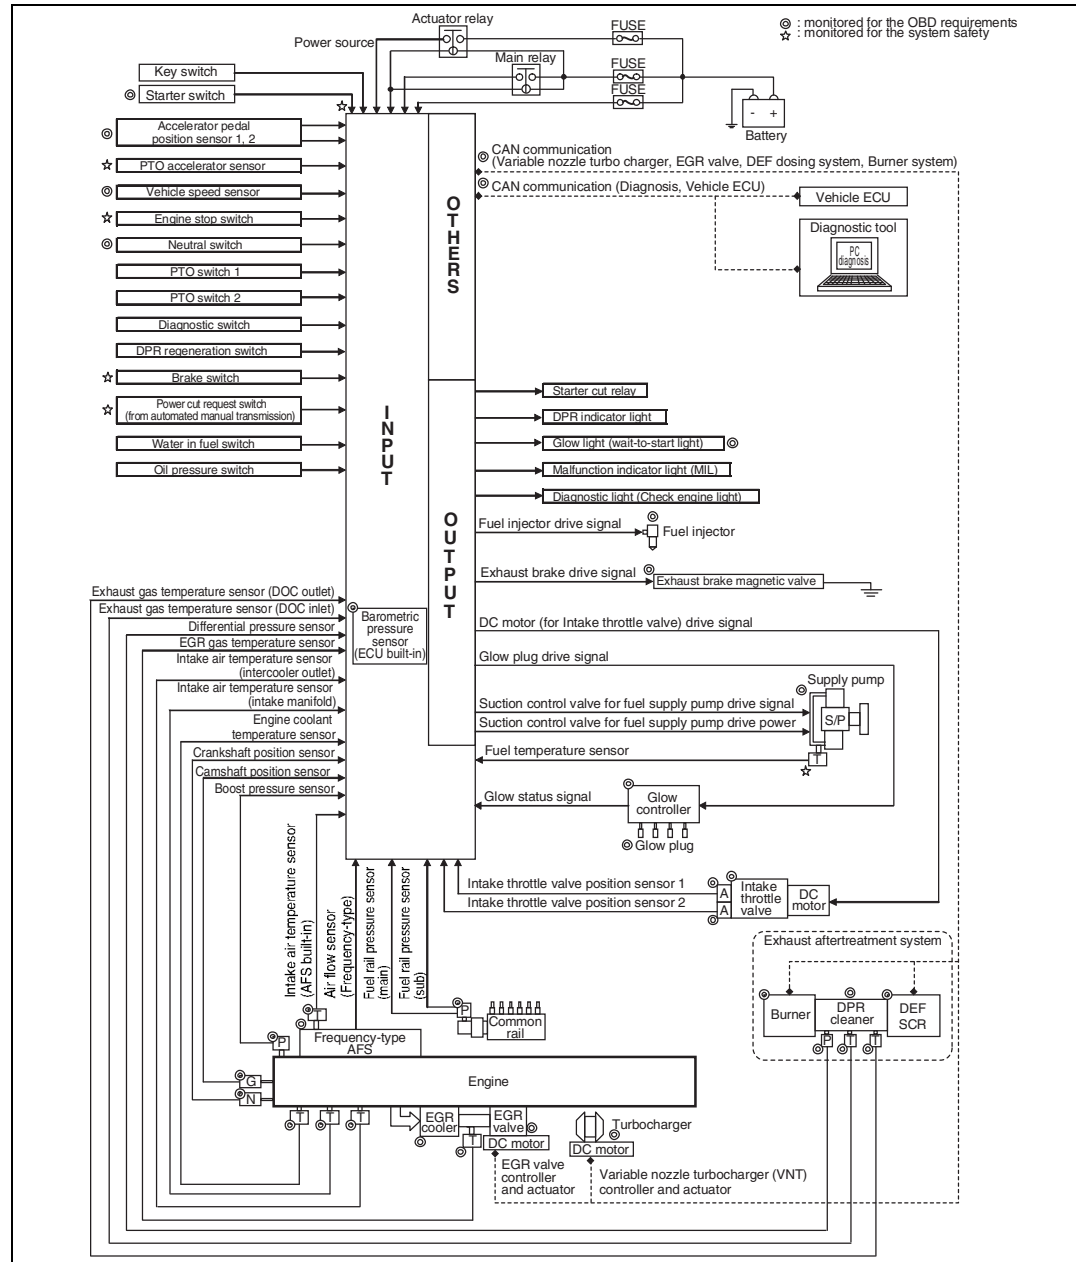 Actuator relay
Power source
FUSE
◎ : monitored for the OBD requirements
☆ : monitored for the system safety
Main relay
FUSE
FUSE
Key switch
Starter switch
- +
Battery
Accelerator pedal
position sensor 1, 2
PTO accelerator sensor
Vehicle speed sensor
Engine stop switch
Neutral switch
PTO switch 1
PTO switch 2
Diagnostic switch
DPR regeneration switch
Brake switch
Power cut request switch
(from automated manual transmission)
Water in fuel switch
Oil pressure switch
INPUT
OTHERS
OUTPUT
CAN communication
(Variable nozzle turbo charger, EGR valve, DEF dosing system, Burner system)
CAN communication (Diagnosis, Vehicle ECU)
Vehicle ECU
Diagnostic tool
PC
diagnosis
Starter cut relay
DPR indicator light
Glow light (wait-to-start light)
Malfunction indicator light (MIL)
Diagnostic light (Check engine light)
Fuel injector drive signal
Fuel injector
Exhaust brake drive signal
Exhaust brake magnetic valve
DC motor (for Intake throttle valve) drive signal
Glow plug drive signal
Supply pump
S/P
T
Suction control valve for fuel supply pump drive signal
Suction control valve for fuel supply pump drive power
Fuel temperature sensor
Glow status signal
Glow
controller
Glow plug
Exhaust gas temperature sensor (DOC outlet)
Exhaust gas temperature sensor (DOC inlet)
Differential pressure sensor
EGR gas temperature sensor
Intake air temperature sensor
(intercooler outlet)
Intake air temperature sensor
(intake manifold)
Engine coolant
temperature sensor
Crankshaft position sensor
Camshaft position sensor
Boost pressure sensor
Barometric
pressure
sensor
(ECU built-in)
Intake air temperature sensor
(AFS built-in)
Air flow sensor
(Frequency-type)
Fuel rail pressure sensor
(main)
Fuel rail pressure sensor
(sub)
Intake throttle valve position sensor 1
Intake throttle valve position sensor 2
A
A
Intake
throttle
valve
DC
motor
Exhaust aftertreatment system
Burner
DPR
cleaner
DEF
SCR
P
T
T
P
Common
rail
T
P
Frequency-type
AFS
G
N
Engine
T
T
T
EGR
cooler
T
EGR
valve
DC motor
EGR valve
controller
and actuator
Turbocharger
DC motor
Variable nozzle turbocharger (VNT)
controller and actuator